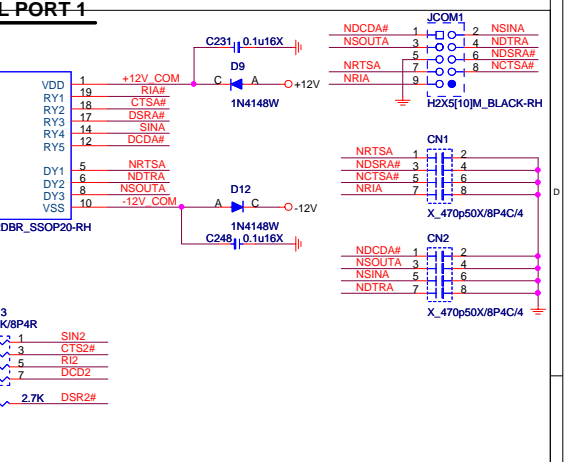 L PORT 1
C231 0.1u16X
D9
C A +12V
1N4148W
VDD 1 +12V_COM
RY1 19 RIA#
RY2 18 CTSA#
RY3 17 DSRA#
RY4 14 SINA
RY5 12 DCDA#
DY1 5 NRTSA
DY2 6 NDTRA
DY3 8 NSOUTA
VSS 10 -12V_COM
DBR_SSOP20-RH
D12
A C -12V
1N4148W
C248 0.1u16X
JCOM1
NDCDA# 1 2 NSINA
NSOUTA 3 4 NDTRA
5 6 NDSRA#
NRTSA 7 8 NCTSA#
NRIA 9
H2X5[10]M_BLACK-RH
CN1
NRTSA 1 2
NDSRA# 3 4
NCTSA# 5 6
NRIA 7 8
X_470p50X/8P4C/4
D
CN2
NDCDA# 1 2
NSOUTA 3 4
NSINA 5 6
NDTRA 7 8
X_470p50X/8P4C/4
3
K/8P4R
1 SIN2
3 CTS2#
5 RI2
7 DCD2
2.7K DSR2#